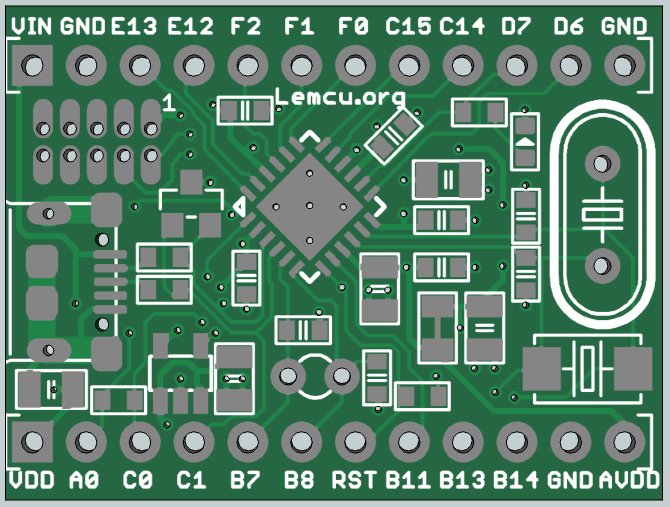 VIN GND E13 E12 F2 F1 F0 C15 C14 D7 D6 GND
1
Lemcu.org
VDD A0 C0 C1 B7 B8 RST B11 B13 B14 GND AVDD